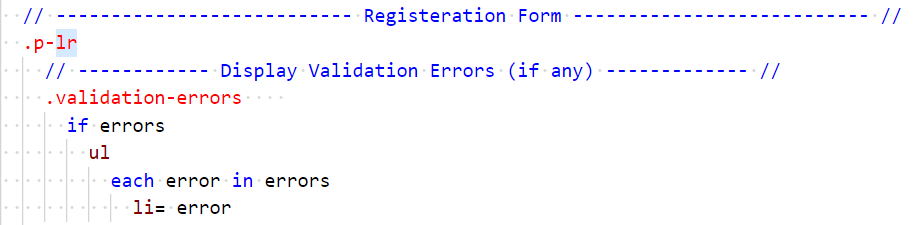 // --------------------------- Registeration Form --------------------------- //
.p-lr
// ------------ Display Validation Errors (if any) ------------- //
.validation-errors
if errors
ul
each error in errors
li= error